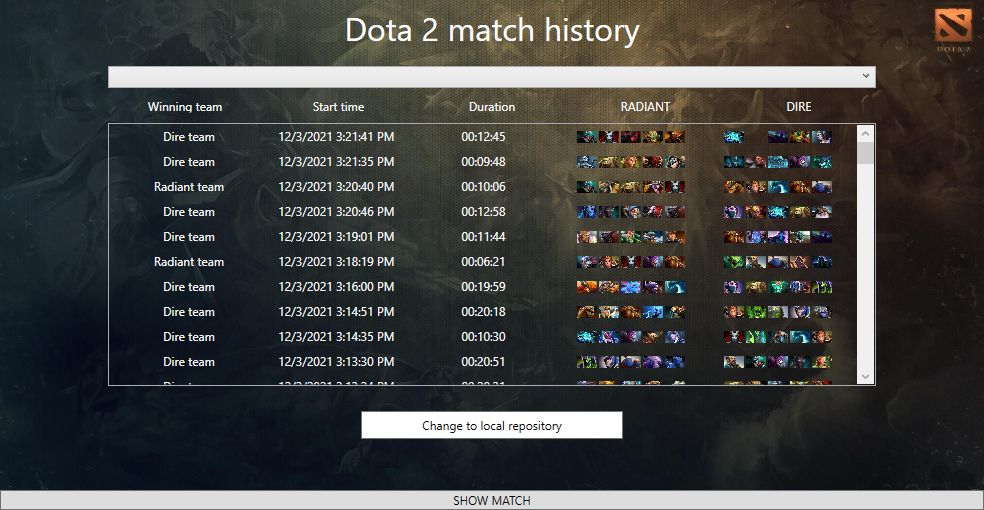 Dota 2 match history
DOTA 2
Winning team Start time Duration RADIANT DIRE
Dire team 12/3/2021 3:21:41 PM 00:12:45
Dire team 12/3/2021 3:21:35 PM 00:09:48
Radiant team 12/3/2021 3:20:40 PM 00:10:06
Dire team 12/3/2021 3:20:46 PM 00:12:58
Dire team 12/3/2021 3:19:01 PM 00:11:44
Radiant team 12/3/2021 3:18:19 PM 00:06:21
Dire team 12/3/2021 3:16:00 PM 00:19:59
Dire team 12/3/2021 3:14:51 PM 00:20:18
Dire team 12/3/2021 3:14:35 PM 00:10:30
Dire team 12/3/2021 3:13:30 PM 00:20:51
Change to local repository
SHOW MATCH